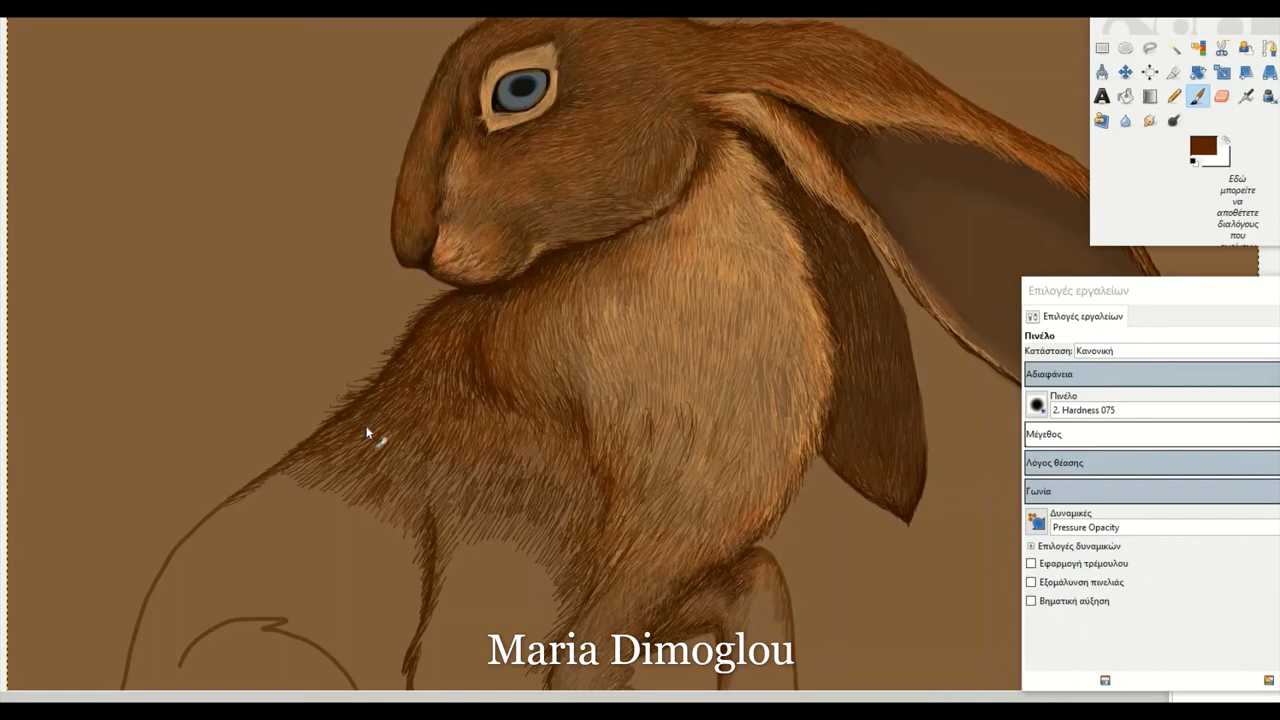 Εδώ
μπορείτε
να
αποθέτετε
διαλόγους
που
Επιλογές εργαλείων
Επιλογές εργαλείων
Πινέλο
Κατάσταση: Κανονική
Αδιαφάνεια
Πινέλο
2. Hardness 075
Μέγεθος
Λόγος θέασης
Γωνία
Δυναμικές
Pressure Opacity
Επιλογές δυναμικών
Εφαρμογή τρέμουλου
Εξομάλυνση πινελιάς
Βηματική αύξηση
Maria Dimoglou